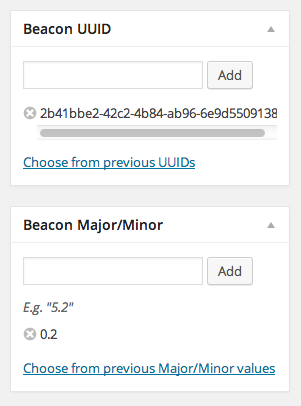 Beacon UUID
Add
2b41bbe2-42c2-4b84-ab96-6e9d5509138
Choose from previous UUIDs
Beacon Major/Minor
Add
E.g. "5.2"
0.2
Choose from previous Major/Minor values